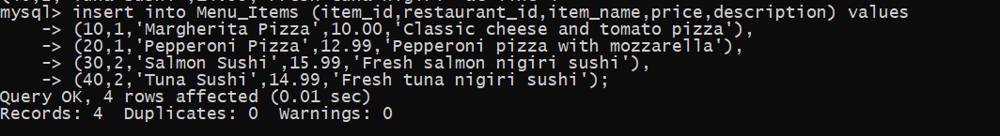 mysql> insert into Menu_Items (item_id,restaurant_id,item_name,price,description) values
    -> (10,1,'Margherita Pizza',10.00,'Classic cheese and tomato pizza'),
    -> (20,1,'Pepperoni Pizza',12.99,'Pepperoni pizza with mozzarella'),
    -> (30,2,'Salmon Sushi',15.99,'Fresh salmon nigiri sushi'),
    -> (40,2,'Tuna Sushi',14.99,'Fresh tuna nigiri sushi');
Query OK, 4 rows affected (0.01 sec)
Records: 4  Duplicates: 0  Warnings: 0